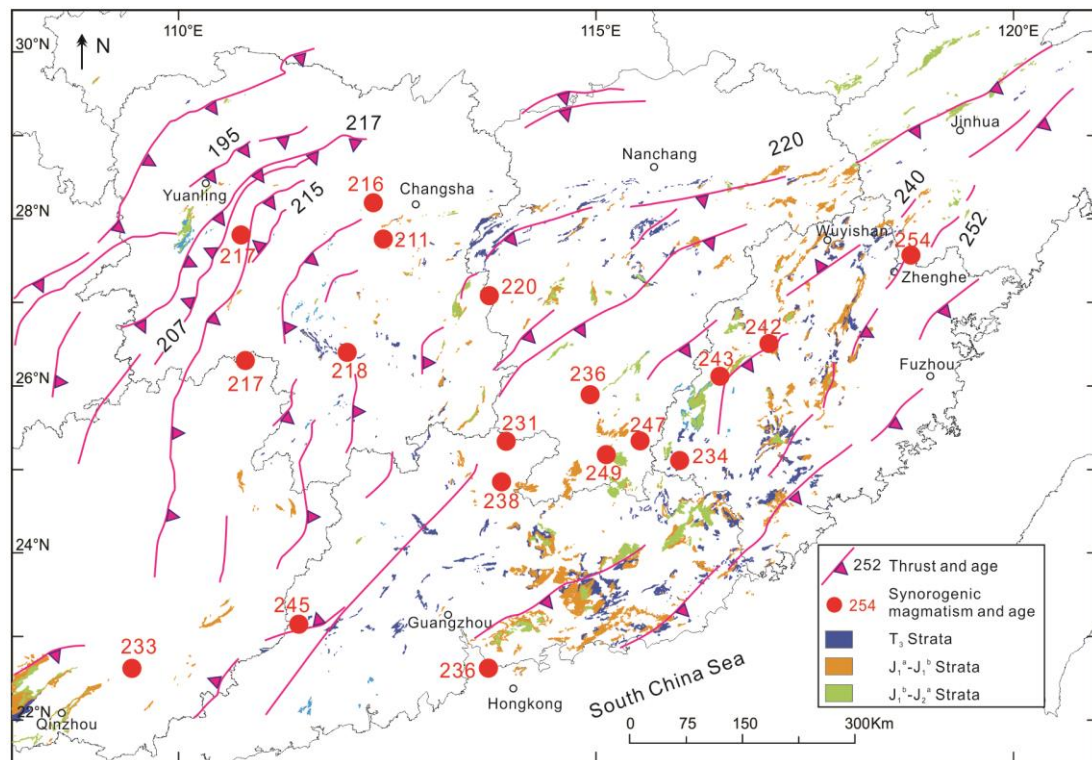 110°E
115°E
120°E
30°N
N
195
217
220
Jinhua
Nanchang
Yuanling
216
Changsha
215
240
28°N
211
Wuyishan
254
252
217
Zhenghe
220
207
242
218
243
217
236
Fuzhou
26°N
231
247
249
234
238
24°N
252 Thrust and age
254 Synorogenic
magmatism and age
245
Guangzhou
T₃ Strata
233
236
J₁ᵃ-J₁ᵇ Strata
Hongkong
South China Sea
J₁ᵇ-J₂ᵃ Strata
22°N
Qinzhou
0 75 150 300Km